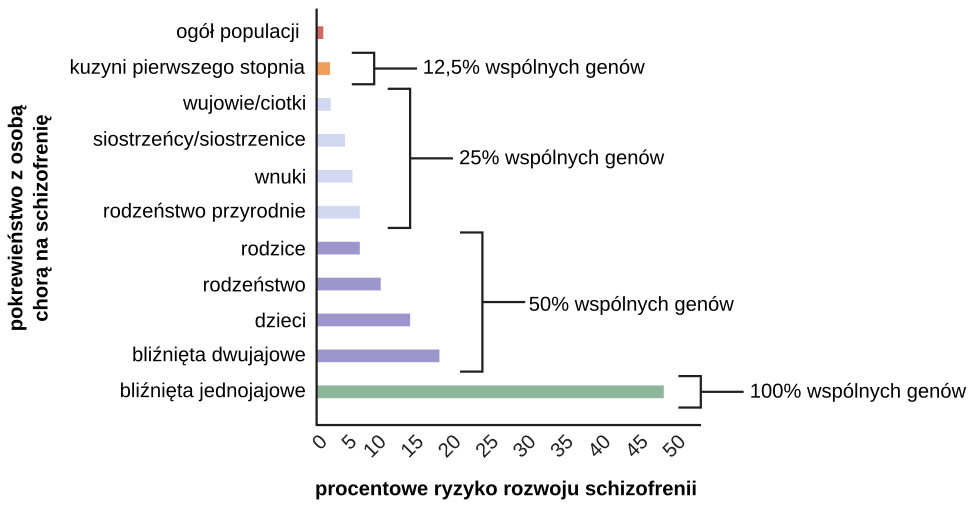 pokrewieństwo z osobą
chorą na schizofrenię
ogół populacji
kuzyni pierwszego stopnia
12,5% wspólnych genów
wujowie/ciotki
siostrzeńcy/siostrzenice
25% wspólnych genów
wnuki
rodzeństwo przyrodnie
rodzice
rodzeństwo
50% wspólnych genów
dzieci
bliźnięta dwujajowe
bliźnięta jednojajowe
100% wspólnych genów
0 5 10 15 20 25 30 35 40 45 50
procentowe ryzyko rozwoju schizofrenii